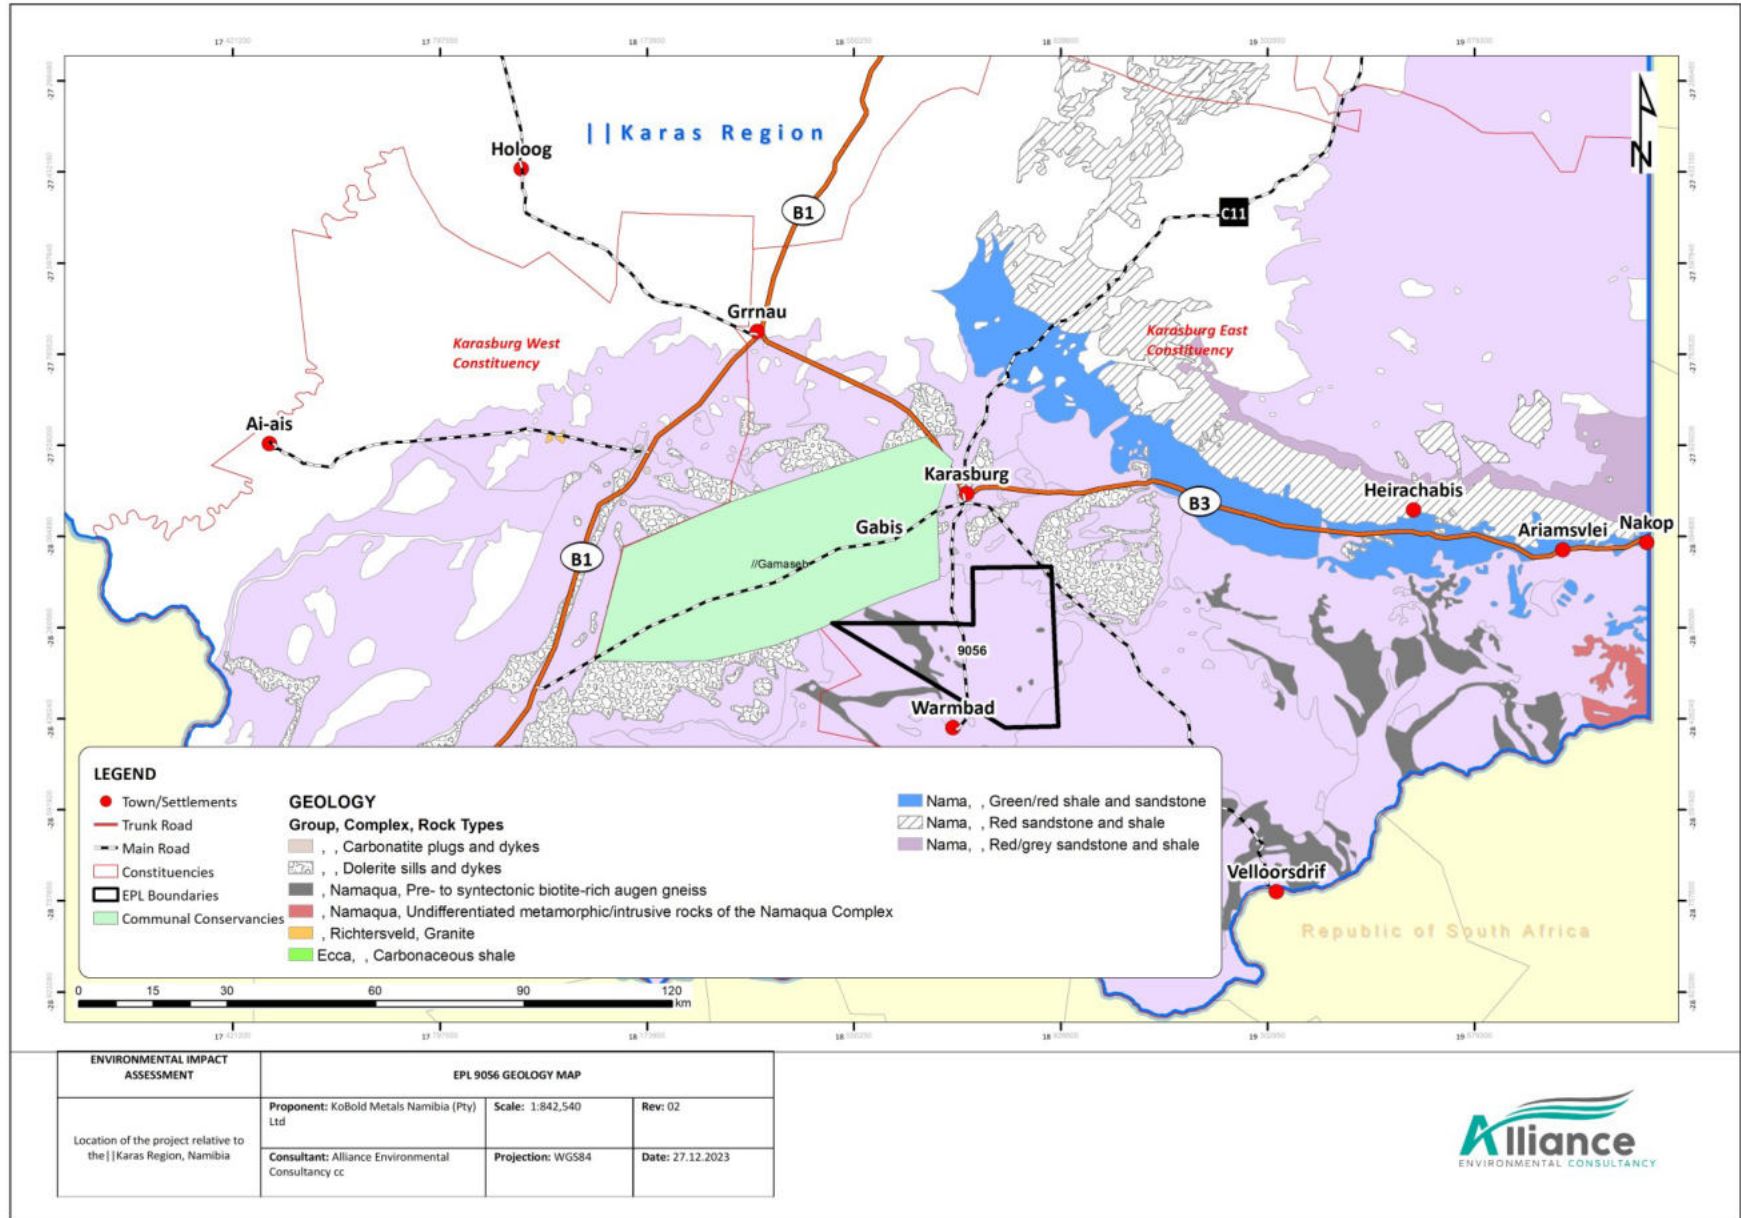 ||Karas Region
Holoog
B1
C11
Grrnau
Karasburg West
Constituency
Karasburg East
Constituency
Ai-ais
Karasburg
Heirachabis
Gabis
B3
Ariamsvlei
Nakop
B1
//Gamaseb
9056
Warmbad
N
Velloorsdrif
Republic of South Africa
LEGEND
Town/Settlements
Trunk Road
Main Road
Constituencies
EPL Boundaries
Communal Conservancies
GEOLOGY
Group, Complex, Rock Types
, , Carbonatite plugs and dykes
, , Dolerite sills and dykes
, Namaqua, Pre- to syntectonic biotite-rich augen gneiss
, Namaqua, Undifferentiated metamorphic/intrusive rocks of the Namaqua Complex
, Richtersveld, Granite
Ecca, , Carbonaceous shale
Nama, , Green/red shale and sandstone
Nama, , Red sandstone and shale
Nama, , Red/grey sandstone and shale
0 15 30 60 90 120
km
ENVIRONMENTAL IMPACT
ASSESSMENT
EPL 9056 GEOLOGY MAP
Location of the project relative to
the||Karas Region, Namibia
Proponent: KoBold Metals Namibia (Pty)
Ltd
Scale: 1:842,540
Rev: 02
Consultant: Alliance Environmental
Consultancy cc
Projection: WGS84
Date: 27.12.2023
Alliance
ENVIRONMENTAL CONSULTANCY